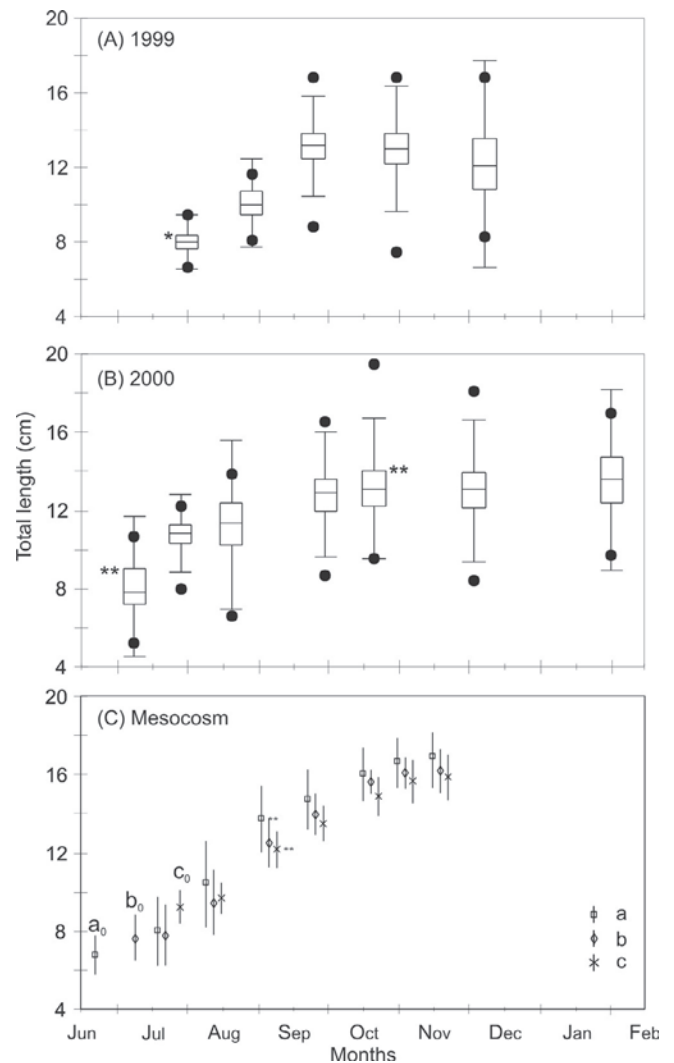 (A) 1999
20
16
12
8
4
*
(B) 2000
20
16
12
8
4
**
**
Total length (cm)
(C) Mesocosm
20
16
12
8
4
a0
b0
c0
**
**
a
b
c
Jun Jul Aug Sep Oct Nov Dec Jan Feb
Months